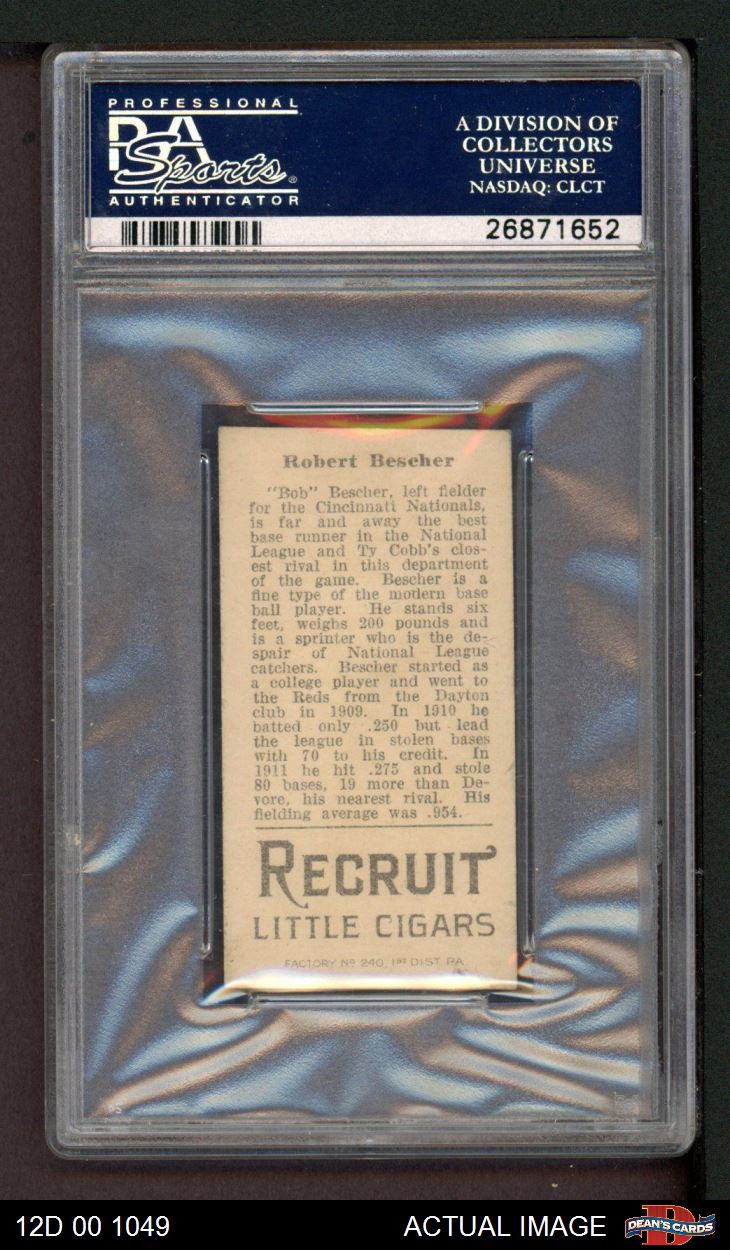 PROFESSIONAL
PSA
Sports®
AUTHENTICATOR
A DIVISION OF
COLLECTORS
UNIVERSE
NASDAQ: CLCT
26871652
Robert Bescher
"Bob" Bescher, left fielder
for the Cincinnati Nationals,
is far and away the best
base runner in the National
League and Ty Cobb's clos-
est rival in this department
of the game. Bescher is a
fine type of the modern base
ball player. He stands six
feet, weighs 200 pounds and
is a sprinter who is the de-
spair of National League
catchers. Bescher started as
a college player and went to
the Reds from the Dayton
club in 1909. In 1910 he
batted only .250 but lead
the league in stolen bases
with 70 to his credit. In
1911 he hit .275 and stole
80 bases, 19 more than De-
vore, his nearest rival. His
fielding average was .954.
RECRUIT
LITTLE CIGARS
FACTORY Nº 240, 1ST DIST. PA.
12D 00 1049
ACTUAL IMAGE
D
DEAN'S CARDS